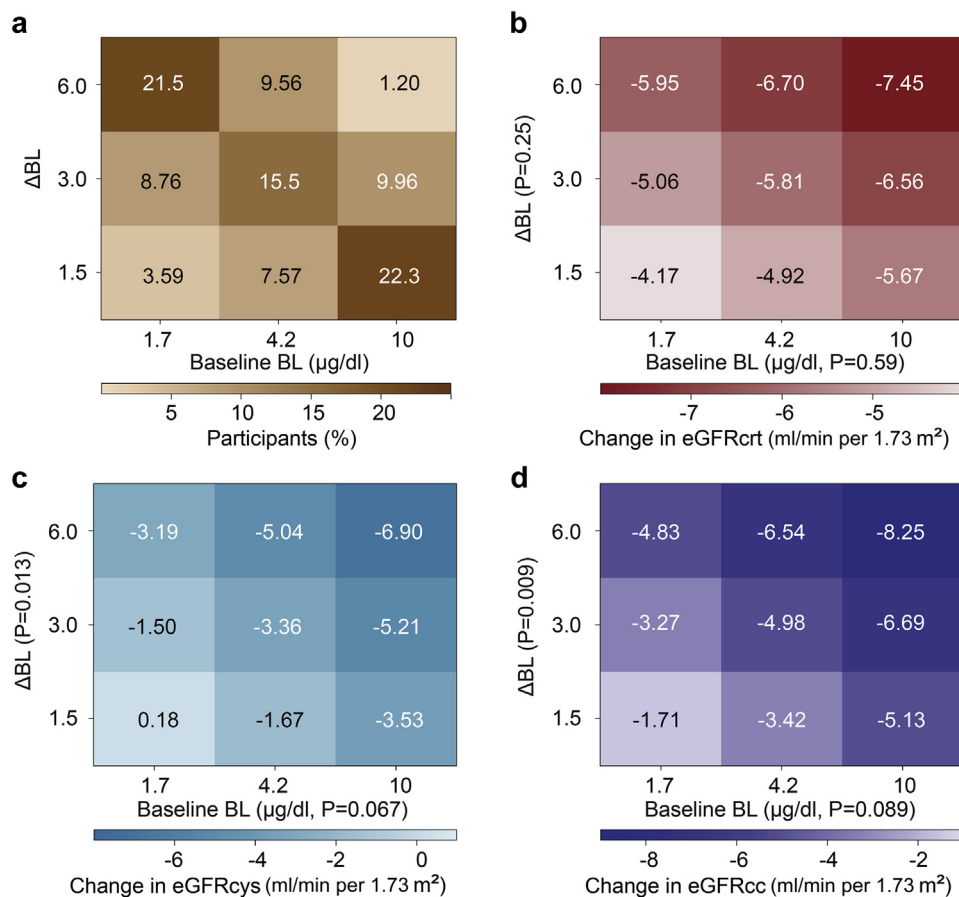 a
ΔBL
6.0
21.5 9.56 1.20
3.0
8.76 15.5 9.96
1.5
3.59 7.57 22.3
1.7 4.2 10
Baseline BL (µg/dl)
5 10 15 20
Participants (%)
b
ΔBL (P=0.25)
6.0
-5.95 -6.70 -7.45
3.0
-5.06 -5.81 -6.56
1.5
-4.17 -4.92 -5.67
1.7 4.2 10
Baseline BL (µg/dl, P=0.59)
-7 -6 -5
Change in eGFRcrt (ml/min per 1.73 m²)
c
ΔBL (P=0.013)
6.0
-3.19 -5.04 -6.90
3.0
-1.50 -3.36 -5.21
1.5
0.18 -1.67 -3.53
1.7 4.2 10
Baseline BL (µg/dl, P=0.067)
-6 -4 -2 0
Change in eGFRcys (ml/min per 1.73 m²)
d
ΔBL (P=0.009)
6.0
-4.83 -6.54 -8.25
3.0
-3.27 -4.98 -6.69
1.5
-1.71 -3.42 -5.13
1.7 4.2 10
Baseline BL (µg/dl, P=0.089)
-8 -6 -4 -2
Change in eGFRcc (ml/min per 1.73 m²)